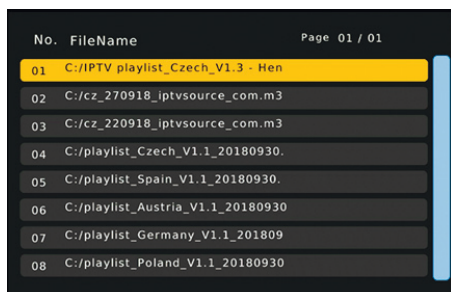 No. FileName Page 01 / 01
01 C:/IPTV playlist_Czech_V1.3 - Hen
02 C:/cz_270918_iptvsource_com.m3
03 C:/cz_220918_iptvsource_com.m3
04 C:/playlist_Czech_V1.1_20180930.
05 C:/playlist_Spain_V1.1_20180930.
06 C:/playlist_Austria_V1.1_20180930
07 C:/playlist_Germany_V1.1_201809
08 C:/playlist_Poland_V1.1_20180930